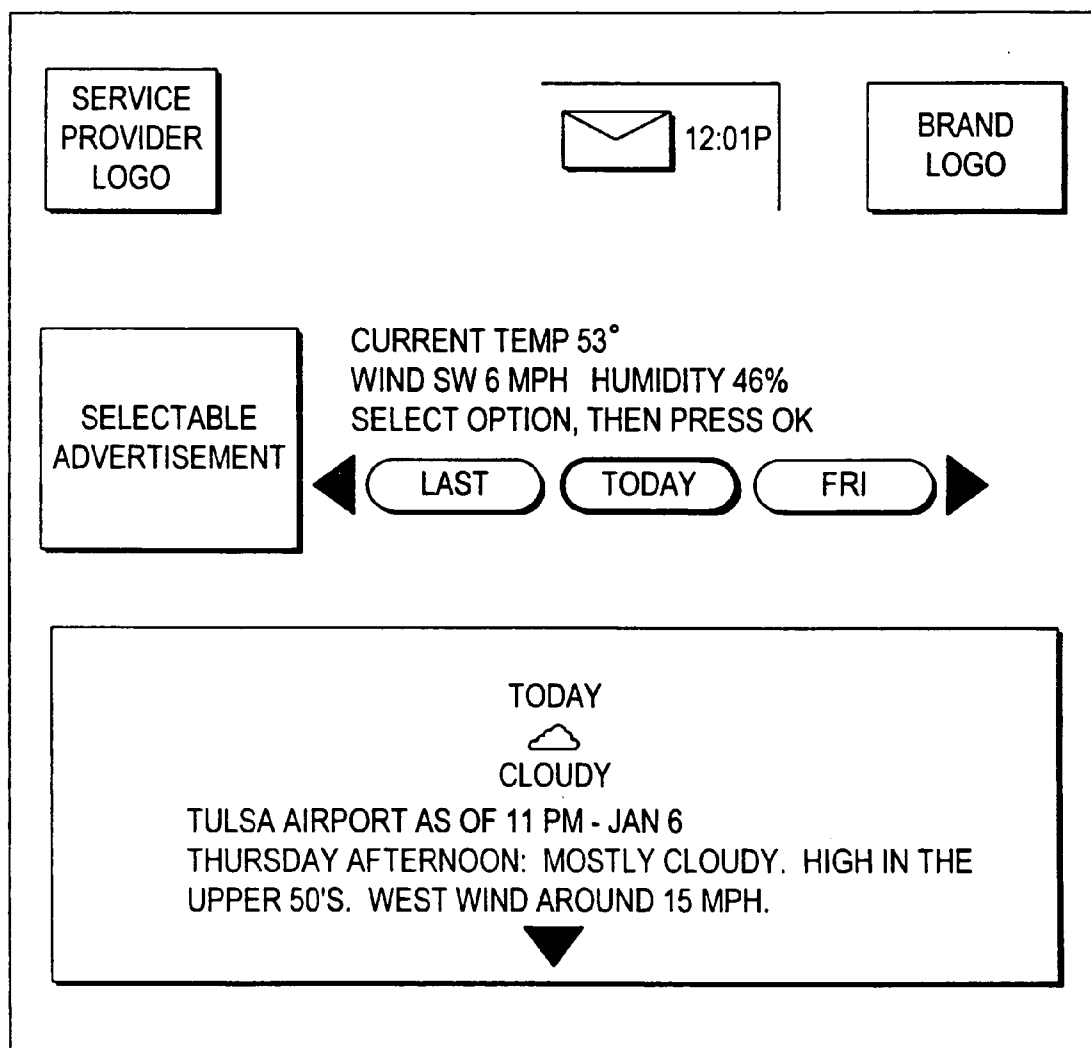 SERVICE
PROVIDER
LOGO
12:01P
BRAND
LOGO
SELECTABLE
ADVERTISEMENT
CURRENT TEMP 53°
WIND SW 6 MPH HUMIDITY 46%
SELECT OPTION, THEN PRESS OK
LAST
TODAY
FRI
TODAY
CLOUDY
TULSA AIRPORT AS OF 11 PM - JAN 6
THURSDAY AFTERNOON: MOSTLY CLOUDY. HIGH IN THE
UPPER 50'S. WEST WIND AROUND 15 MPH.